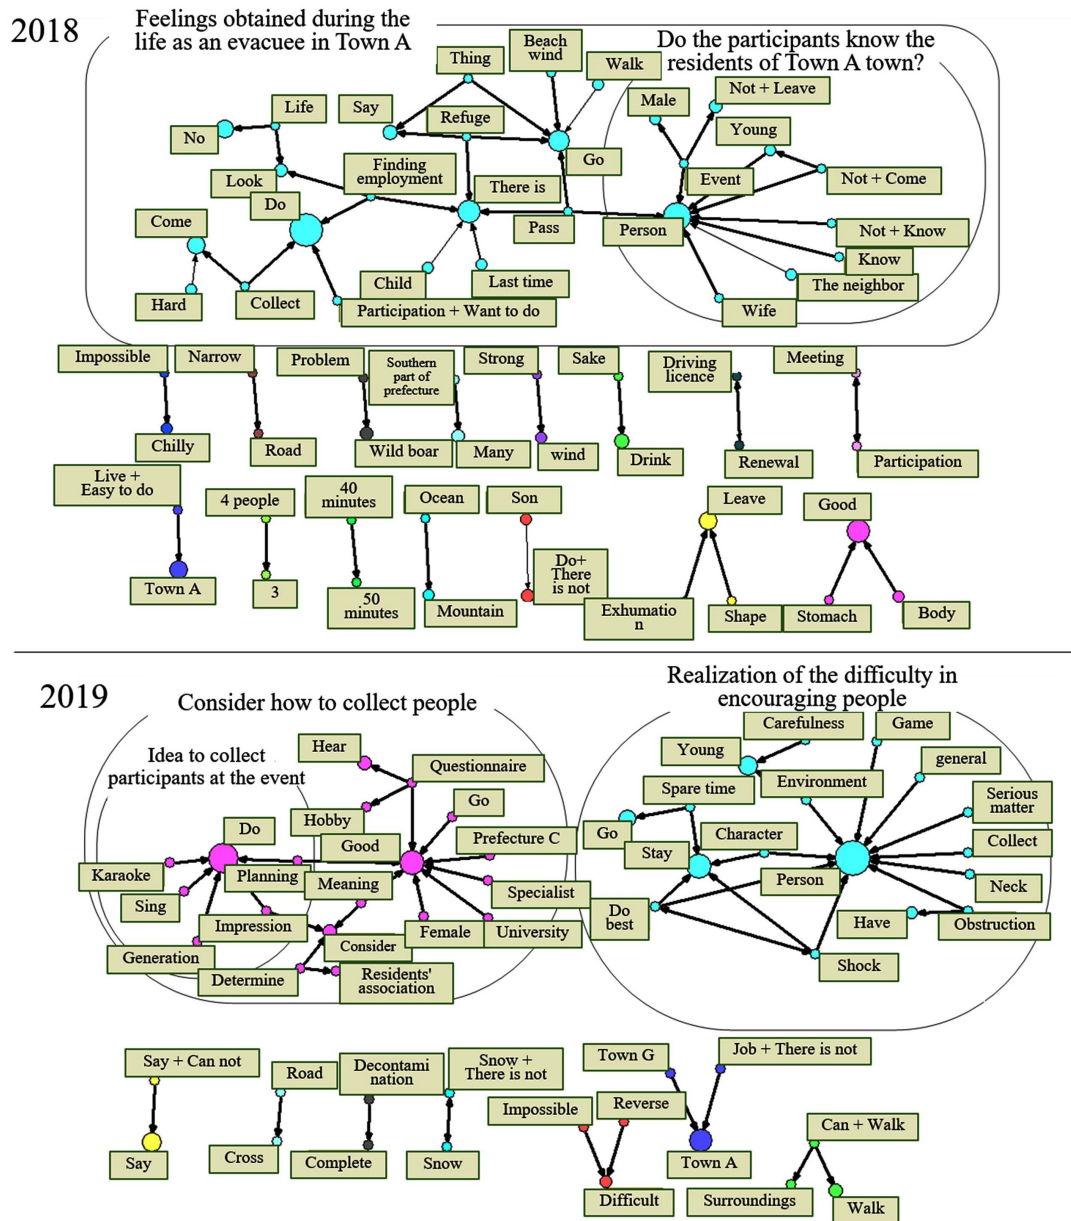 2018
Feelings obtained during the
life as an evacuee in Town A
Do the participants know the
residents of Town A town?
Thing
Beach
wind
Walk
Say
Refuge
Life
No
Male
Not + Leave
Young
Go
Look
Finding
employment
There is
Event
Not + Come
Do
Come
Pass
Person
Not + Know
Know
Child
Last time
The neighbor
Hard
Collect
Participation + Want to do
Wife
Impossible
Narrow
Problem
Southern
part of
prefecture
Strong
Sake
Driving
licence
Meeting
Chilly
Road
Wild boar
Many
wind
Drink
Renewal
Participation
Live +
Easy to do
4 people
40
minutes
Ocean
Son
Leave
Good
Town A
3
50
minutes
Mountain
Do+
There
is not
Exhumatio
n
Shape
Stomach
Body
2019
Consider how to collect people
Realization of the difficulty in
encouraging people
Idea to collect
participants at the event
Hear
Questionnaire
Hobby
Go
Do
Good
Prefecture C
Karaoke
Planning
Meaning
Specialist
Sing
Impression
Consider
Female
University
Generation
Determine
Residents'
association
Carefulness
Game
Young
Environment
general
Spare time
Serious
matter
Go
Character
Collect
Stay
Person
Neck
Do
best
Have
Obstruction
Shock
Say + Can not
Road
Decontami
nation
Snow +
There is not
Town G
Job + There is not
Impossible
Reverse
Can + Walk
Say
Cross
Complete
Snow
Town A
Difficult
Surroundings
Walk